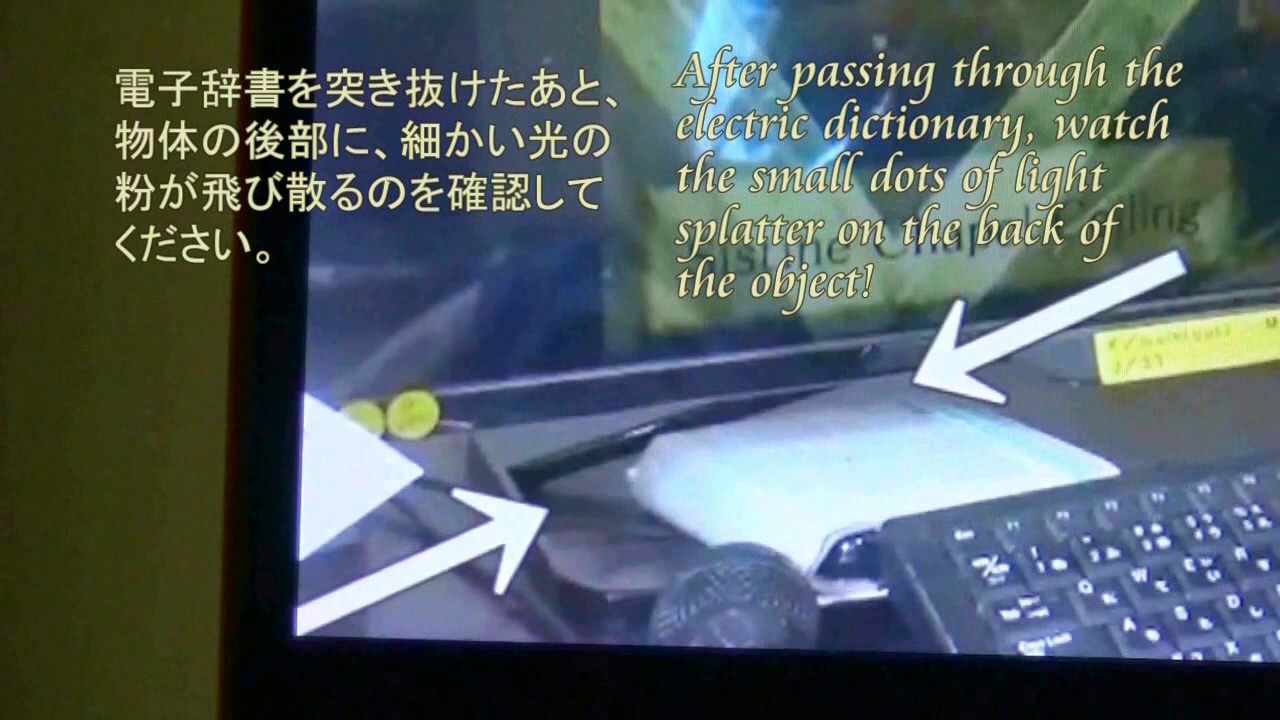 電子辞書を突き抜けたあと、
物体の後部に、細かい光の
粉が飛び散るのを確認して
ください。
After passing through the
electric dictionary, watch
the small dots of light
splatter on the back of
the object!
Ceiling
Q
W
E
R
A
S
D
X